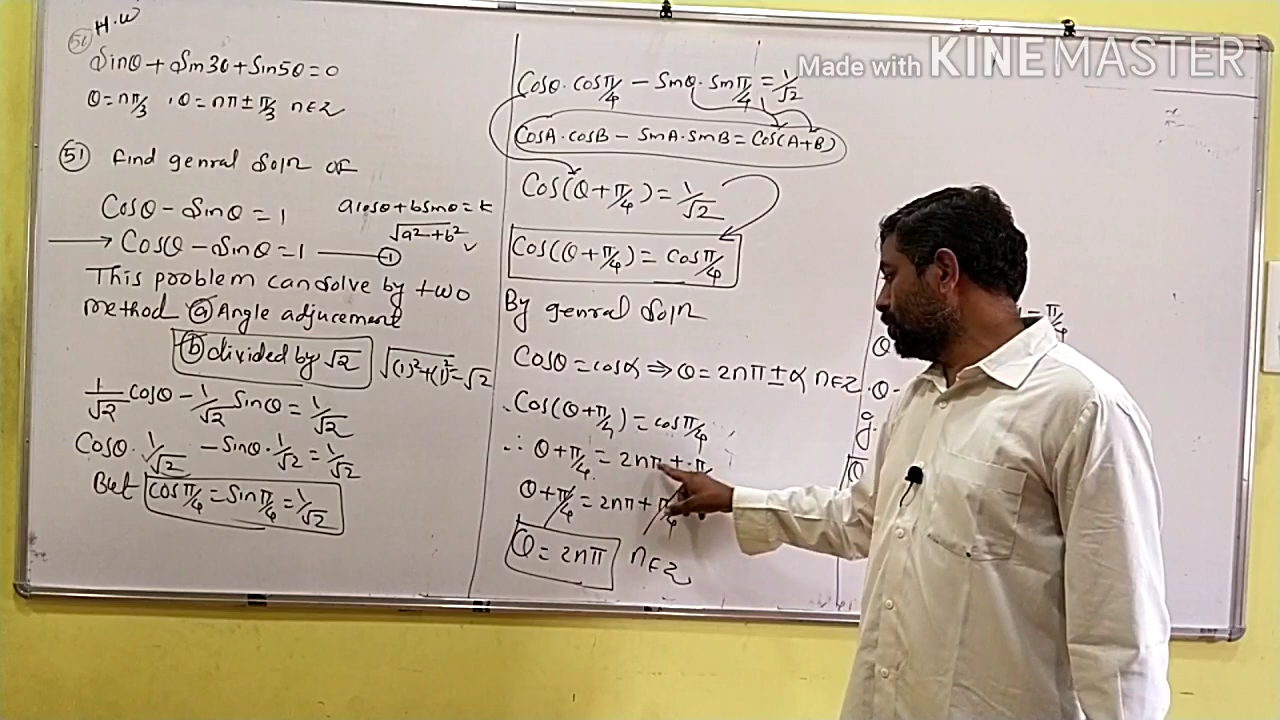 H.W
Sinθ + Sin3θ + Sin5θ = 0
θ = nπ/3 , θ = nπ ± π/3 n∈Z
51 Find genral Soln OF
Cosθ - Sinθ = 1 acosθ + bsinθ = k
√a²+b²
→ Cosθ - Sinθ = 1 — 1
This problem can solve by two
method a Angle adjucement
b divided by √2 √(1)²+(1)² = √2
1/√2 cosθ - 1/√2 Sinθ = 1/√2
Cosθ · 1/√2 - Sinθ · 1/√2 = 1/√2
But cosπ/4 = Sinπ/4 = 1/√2
Cosθ · cosπ/4 - Sinθ · Sinπ/4 = 1/√2
CosA · cosB - SinA · SinB = Cos(A+B)
Cos(θ + π/4) = 1/√2
Cos(θ + π/4) = cosπ/4
By genral Soln
Cosθ = cosα ⇒ θ = 2nπ ± α n∈Z
∴ Cos(θ + π/4) = cosπ/4
∴ θ + π/4 = 2nπ +
θ + π/4 = 2nπ + π/4
θ = 2nπ n∈Z
- π/4
θ
θ -
θ
Made with KINEMASTER